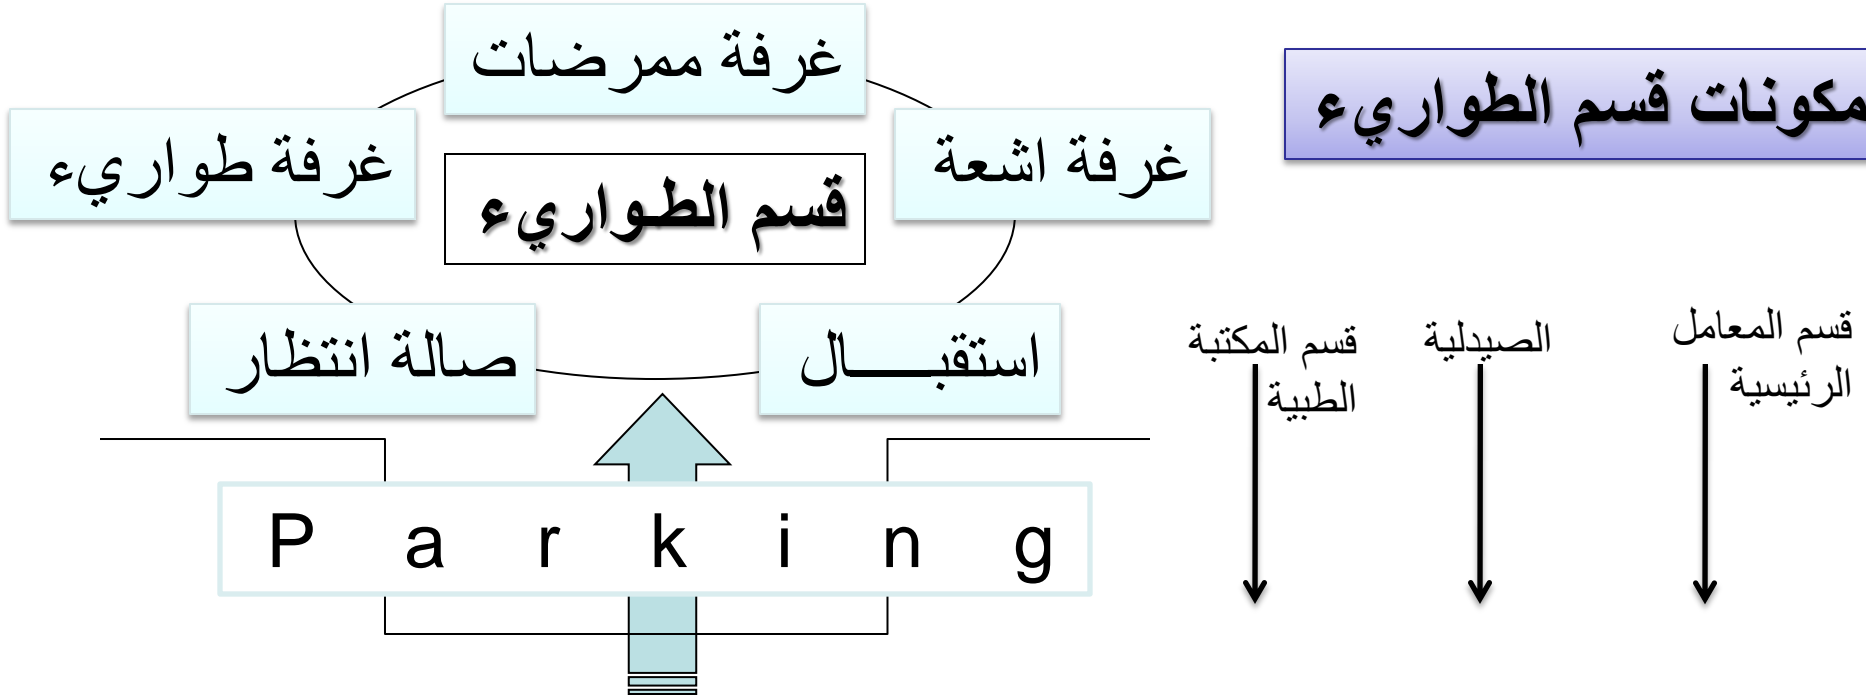 مكونات قسم الطواريء
غرفة ممرضات
غرفة اشعة
غرفة طواريء
قسم الطـواريء
استقبـــــال
صالة انتظار
P a r k i n g
قسم المعامل
الرئيسية
الصيدلية
قسم المكتبة
الطبية